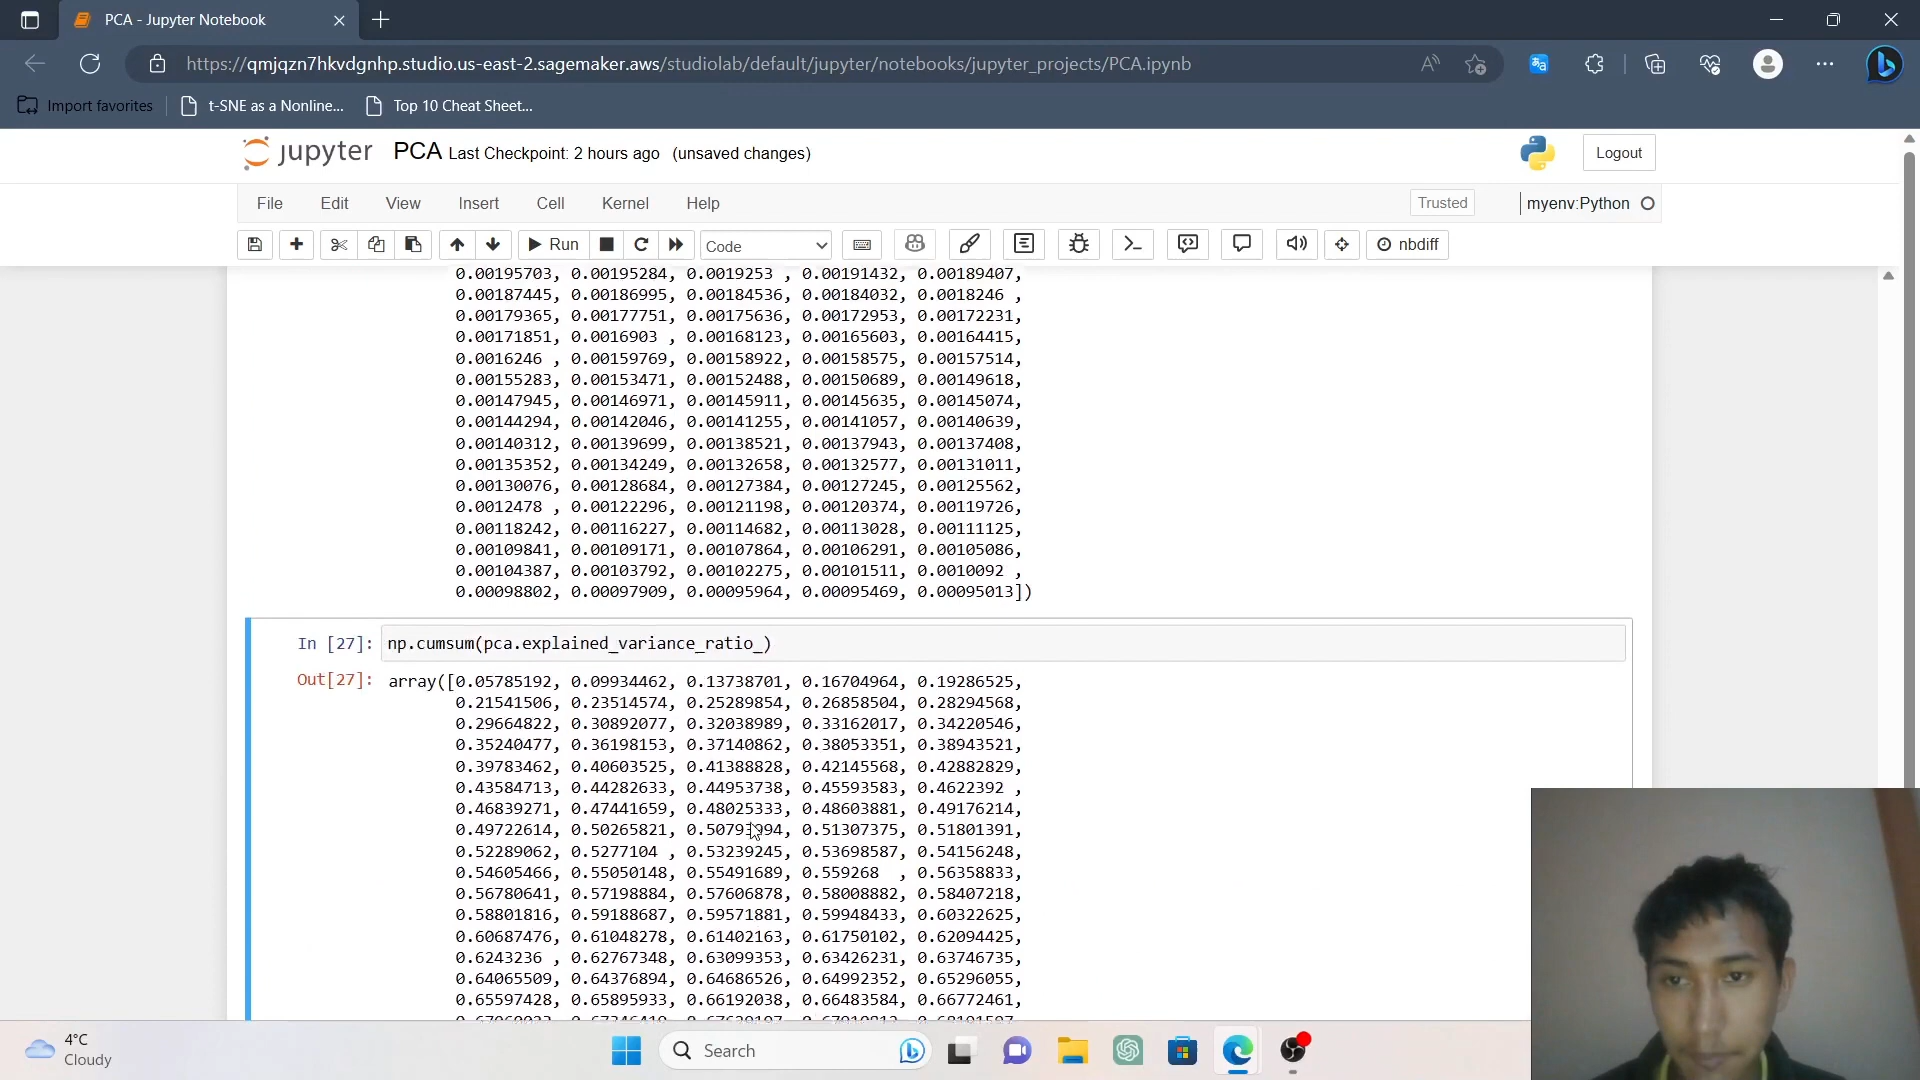 PCA - Jupyter Notebook
https://qmjqzn7hkvdgnhp.studio.us-east-2.sagemaker.aws/studiolab/default/jupyter/notebooks/jupyter_projects/PCA.ipynb
Import favorites t-SNE as a Nonline... Top 10 Cheat Sheet...
jupyter PCA Last Checkpoint: 2 hours ago (unsaved changes) Logout
File Edit View Insert Cell Kernel Help Trusted myenv:Python
Run Code nbdiff
0.00195703, 0.00195284, 0.0019253 , 0.00191432, 0.00189407,
0.00187445, 0.00186995, 0.00184536, 0.00184032, 0.0018246 ,
0.00179365, 0.00177751, 0.00175636, 0.00172953, 0.00172231,
0.00171851, 0.0016903 , 0.00168123, 0.00165603, 0.00164415,
0.0016246 , 0.00159769, 0.00158922, 0.00158575, 0.00157514,
0.00155283, 0.00153471, 0.00152488, 0.00150689, 0.00149618,
0.00147945, 0.00146971, 0.00145911, 0.00145635, 0.00145074,
0.00144294, 0.00142046, 0.00141255, 0.00141057, 0.00140639,
0.00140312, 0.00139699, 0.00138521, 0.00137943, 0.00137408,
0.00135352, 0.00134249, 0.00132658, 0.00132577, 0.00131011,
0.00130076, 0.00128684, 0.00127384, 0.00127245, 0.00125562,
0.0012478 , 0.00122296, 0.00121198, 0.00120374, 0.00119726,
0.00118242, 0.00116227, 0.00114682, 0.00113028, 0.00111125,
0.00109841, 0.00109171, 0.00107864, 0.00106291, 0.00105086,
0.00104387, 0.00103792, 0.00102275, 0.00101511, 0.0010092 ,
0.00098802, 0.00097909, 0.00095964, 0.00095469, 0.00095013])
In [27]: np.cumsum(pca.explained_variance_ratio_)
Out[27]: array([0.05785192, 0.09934462, 0.13738701, 0.16704964, 0.19286525,
0.21541506, 0.23514574, 0.25289854, 0.26858504, 0.28294568,
0.29664822, 0.30892077, 0.32038989, 0.33162017, 0.34220546,
0.35240477, 0.36198153, 0.37140862, 0.38053351, 0.38943521,
0.39783462, 0.40603525, 0.41388828, 0.42145568, 0.42882829,
0.43584713, 0.44282633, 0.44953738, 0.45593583, 0.4622392 ,
0.46839271, 0.47441659, 0.48025333, 0.48603881, 0.49176214,
0.49722614, 0.50265821, 0.51307375, 0.51801391,
0.52289062, 0.5277104 , 0.53239245, 0.53698587, 0.54156248,
0.54605466, 0.55050148, 0.55491689, 0.559268 , 0.56358833,
0.56780641, 0.57198884, 0.57606878, 0.58008882, 0.58407218,
0.58801816, 0.59188687, 0.59571881, 0.59948433, 0.60322625,
0.60687476, 0.61048278, 0.61402163, 0.61750102, 0.62094425,
0.6243236 , 0.62767348, 0.63099353, 0.63426231, 0.63746735,
0.64065509, 0.64376894, 0.64686526, 0.64992352, 0.65296055,
0.65597428, 0.65895933, 0.66192038, 0.66483584, 0.66772461,
4°C
Cloudy
Search